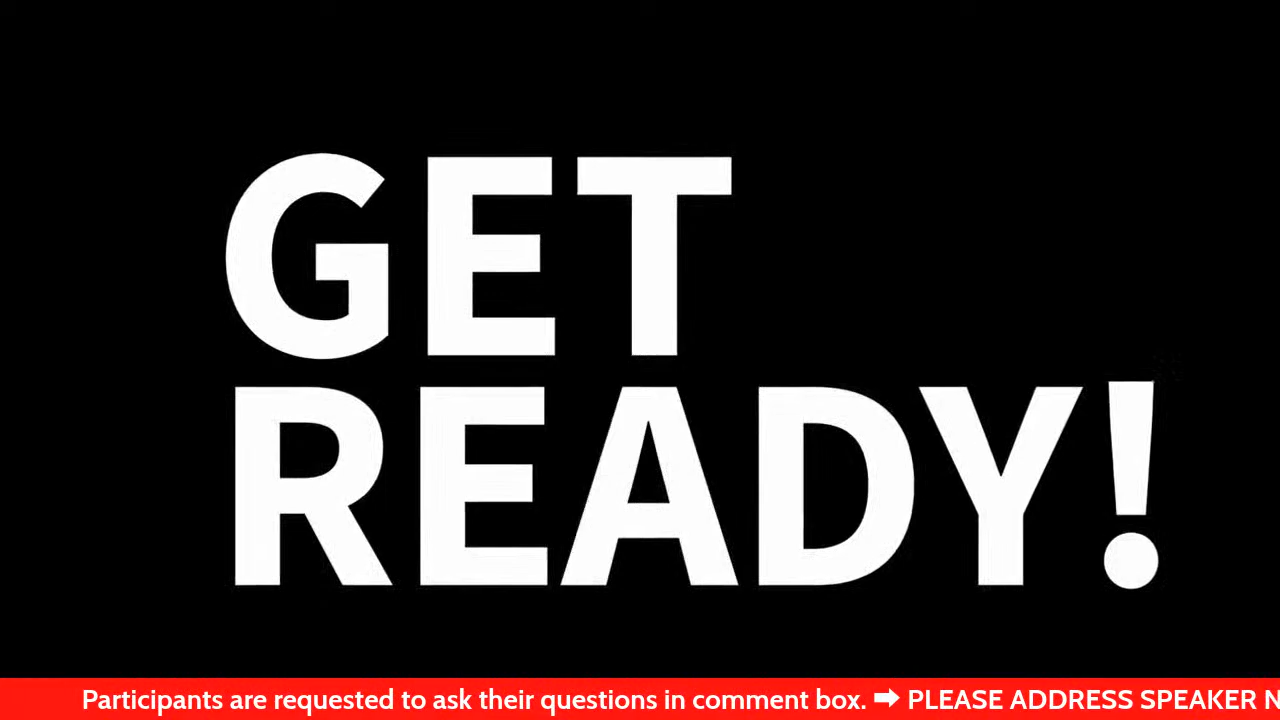 GET
READY!
Participants are requested to ask their questions in comment box. ➡ PLEASE ADDRESS SPEAKER